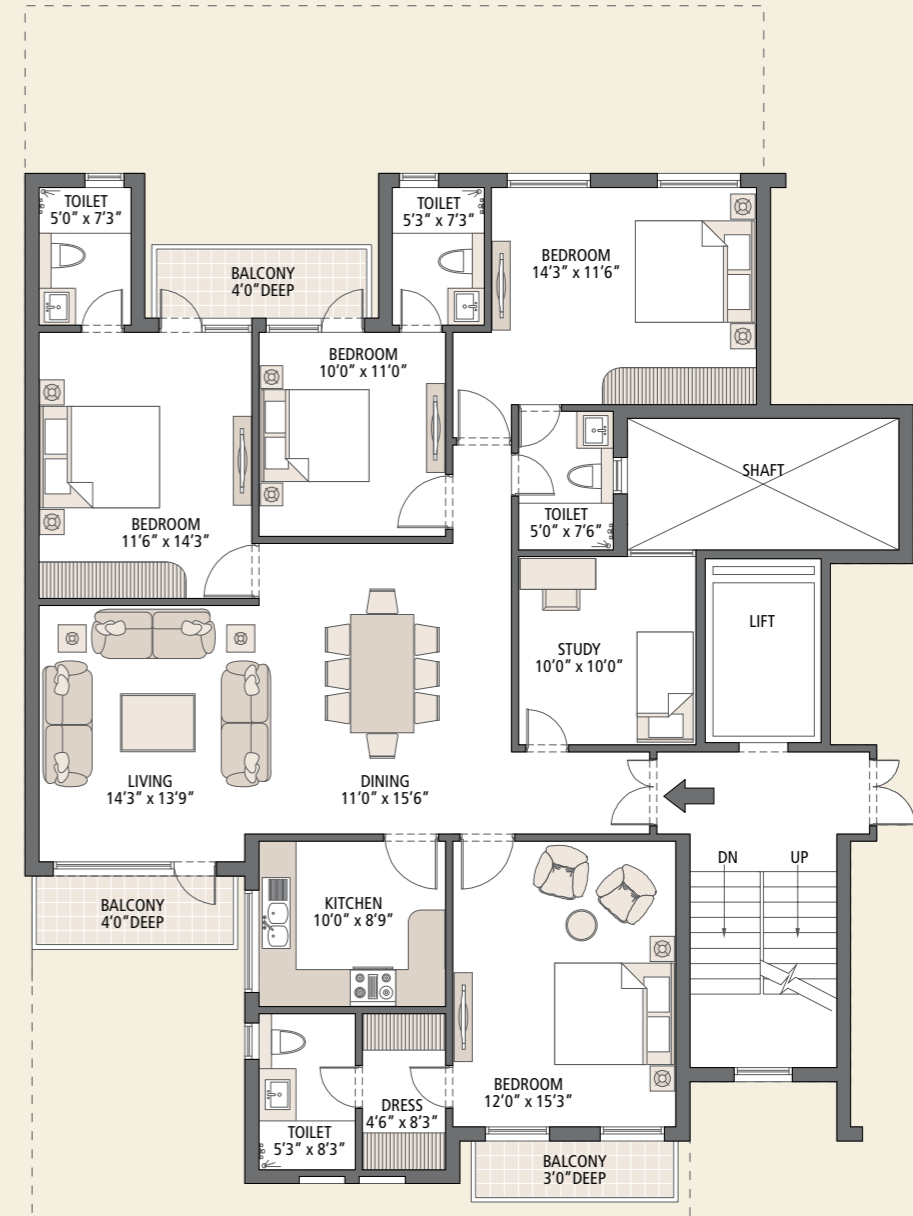 TOILET
5'0" x 7'3"
TOILET
5'3" x 7'3"
BEDROOM
14'3" x 11'6"
BALCONY
4'0"DEEP
BEDROOM
10'0" x 11'0"
SHAFT
BEDROOM
11'6" x 14'3"
TOILET
5'0" x 7'6"
LIFT
STUDY
10'0" x 10'0"
LIVING
14'3" x 13'9"
DINING
11'0" x 15'6"
DN
UP
BALCONY
4'0"DEEP
KITCHEN
10'0" x 8'9"
BEDROOM
12'0" x 15'3"
DRESS
4'6" x 8'3"
TOILET
5'3" x 8'3"
BALCONY
3'0"DEEP